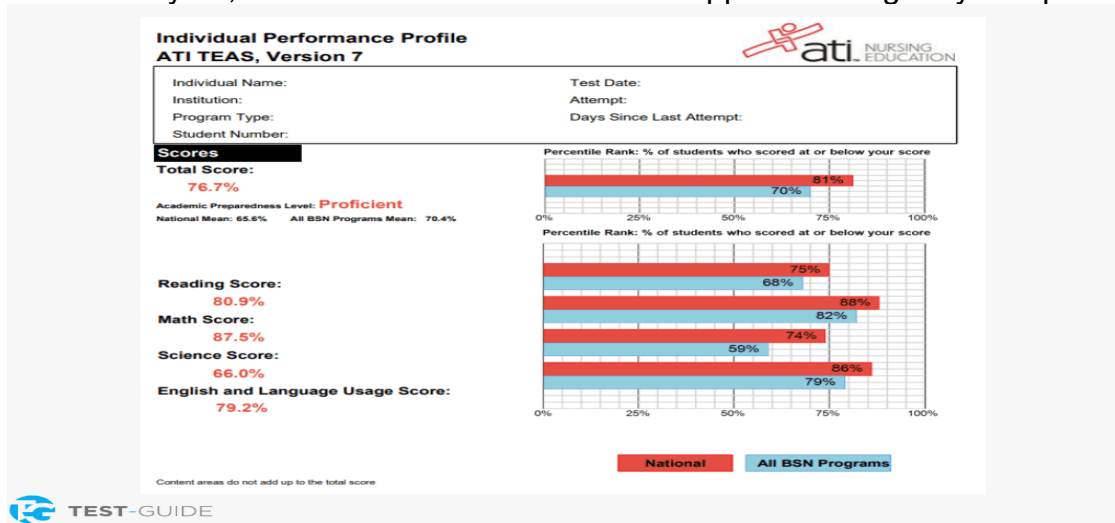 Individual Performance Profile
ATI TEAS, Version 7
ati NURSING EDUCATION
Individual Name:
Institution:
Program Type:
Student Number:
Test Date:
Attempt:
Days Since Last Attempt:
Scores
Total Score:
76.7%
Academic Preparedness Level: Proficient
National Mean: 65.6% All BSN Programs Mean: 70.4%
Percentile Rank: % of students who scored at or below your score
81%
70%
0% 25% 50% 75% 100%
Percentile Rank: % of students who scored at or below your score
Reading Score:
80.9%
Math Score:
87.5%
Science Score:
66.0%
English and Language Usage Score:
79.2%
75%
68%
88%
82%
74%
59%
86%
79%
0% 25% 50% 75% 100%
National All BSN Programs
Content areas do not add up to the total score
TEST-GUIDE